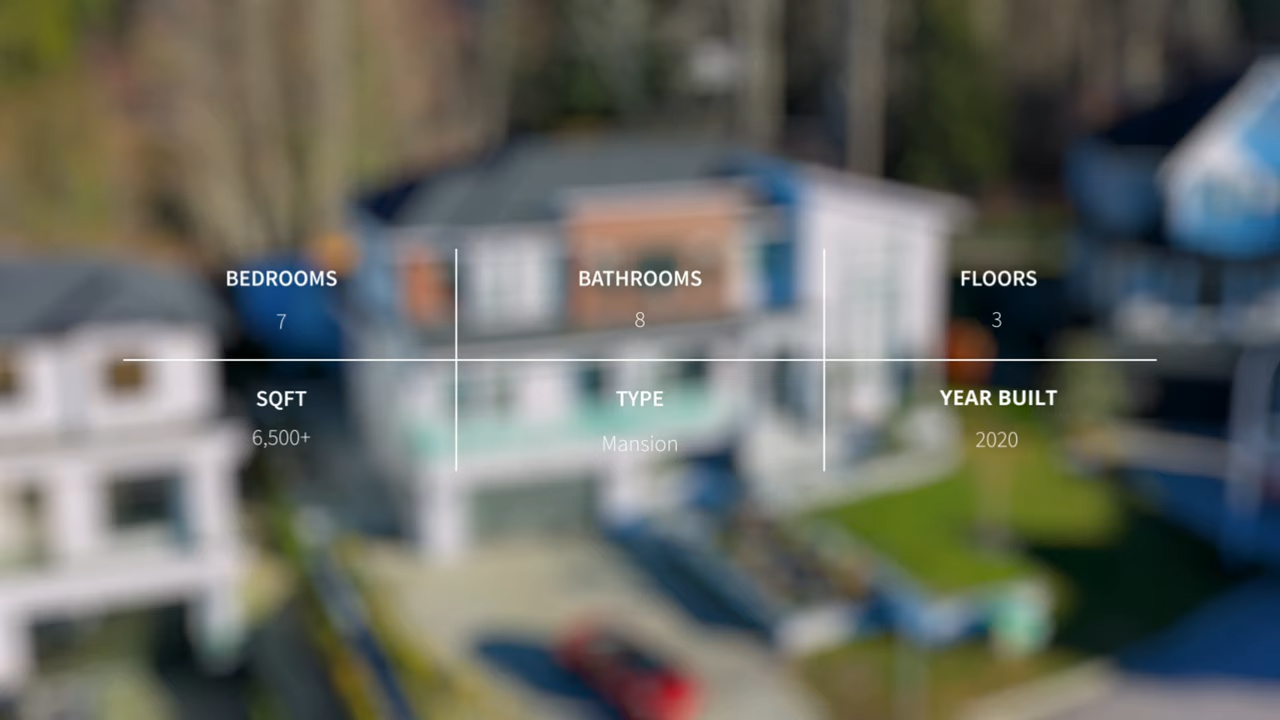 BEDROOMS
7
BATHROOMS
8
FLOORS
3
SQFT
6,500+
TYPE
Mansion
YEAR BUILT
2020